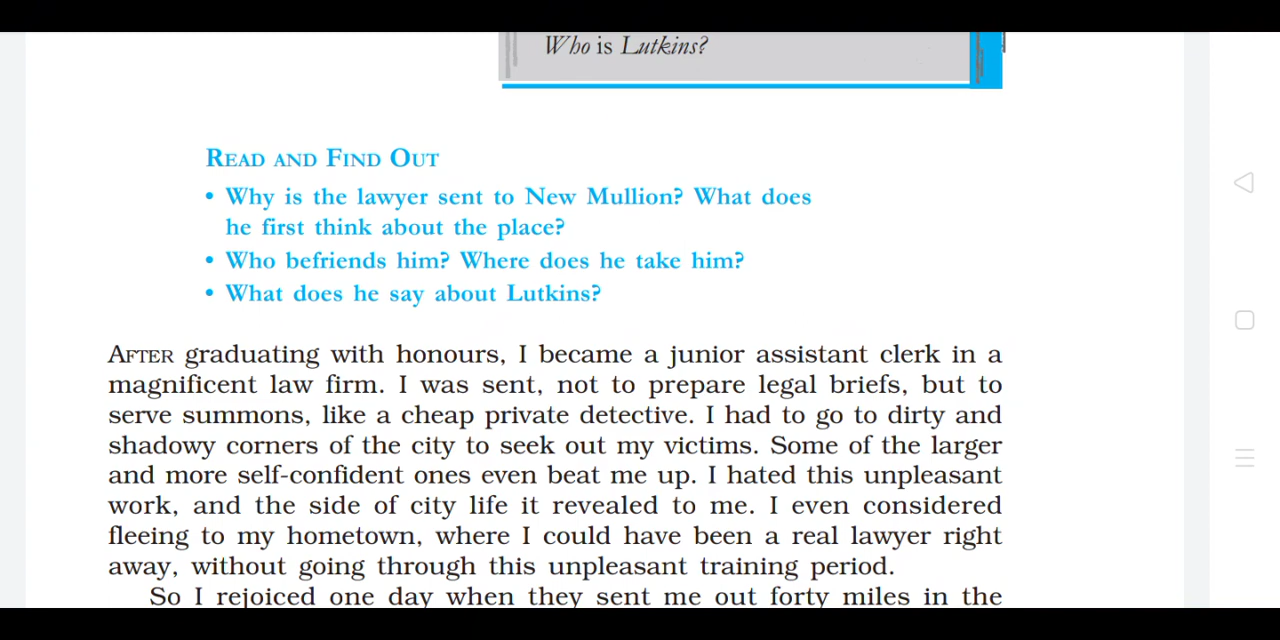 Who is Lutkins?
READ AND FIND OUT
• Why is the lawyer sent to New Mullion? What does
he first think about the place?
• Who befriends him? Where does he take him?
• What does he say about Lutkins?
AFTER graduating with honours, I became a junior assistant clerk in a
magnificent law firm. I was sent, not to prepare legal briefs, but to
serve summons, like a cheap private detective. I had to go to dirty and
shadowy corners of the city to seek out my victims. Some of the larger
and more self-confident ones even beat me up. I hated this unpleasant
work, and the side of city life it revealed to me. I even considered
fleeing to my hometown, where I could have been a real lawyer right
away, without going through this unpleasant training period.
So I rejoiced one day when they sent me out forty miles in the